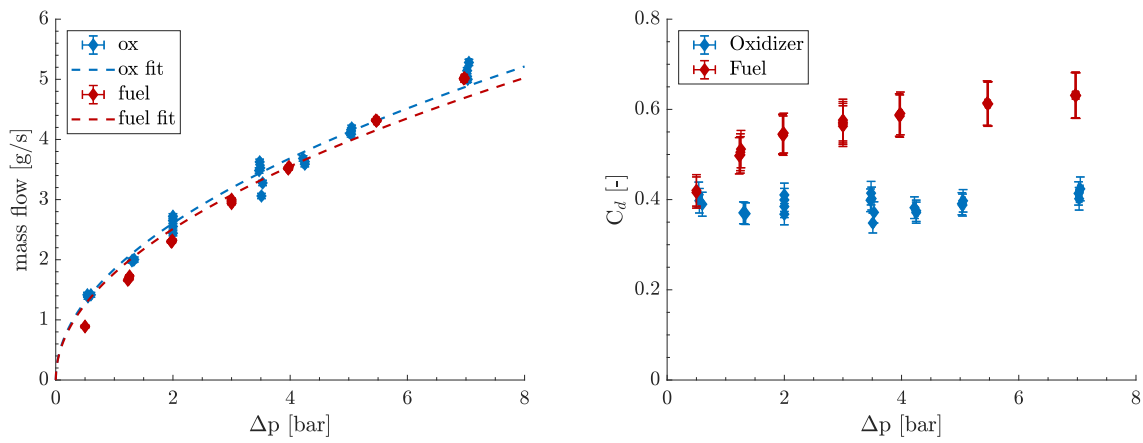 ox
ox fit
fuel
fuel fit
mass flow [g/s]
6
5
4
3
2
1
0
0 2 4 6 8
Δp [bar]
Oxidizer
Fuel
C_d [-]
0.8
0.6
0.4
0.2
0
0 2 4 6 8
Δp [bar]